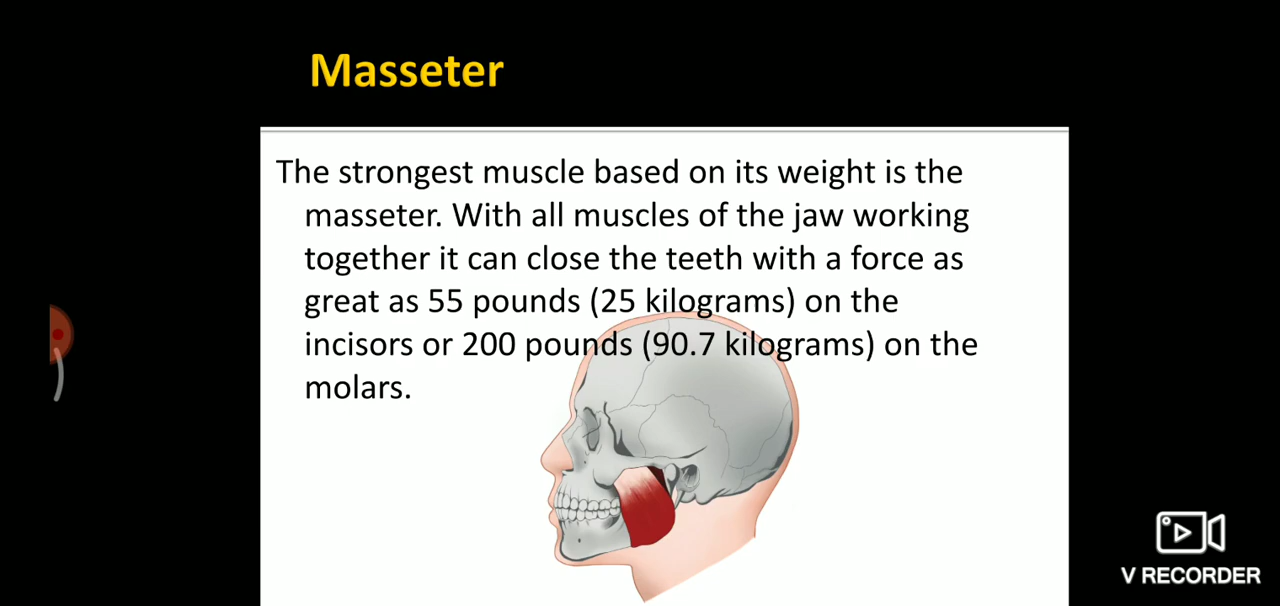 Masseter
The strongest muscle based on its weight is the
masseter. With all muscles of the jaw working
together it can close the teeth with a force as
great as 55 pounds (25 kilograms) on the
incisors or 200 pounds (90.7 kilograms) on the
molars.
V RECORDER